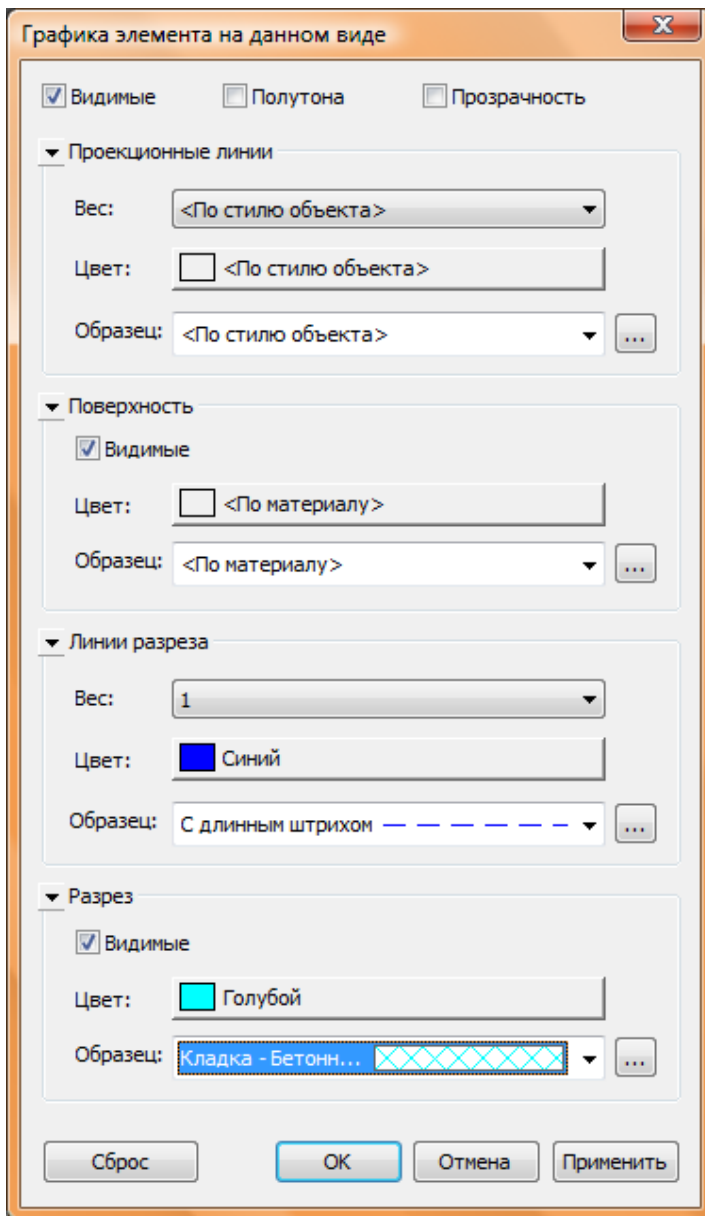 Графика элемента на данном виде
Видимые Полутона Прозрачность
Проекционные линии
Вес: <По стилю объекта>
Цвет: <По стилю объекта>
Образец: <По стилю объекта> ...
Поверхность
Видимые
Цвет: <По материалу>
Образец: <По материалу> ...
Линии разреза
Вес: 1
Цвет: Синий
Образец: С длинным штрихом ...
Разрез
Видимые
Цвет: Голубой
Образец: Кладка - Бетонн... ...
Сброс OK Отмена Применить